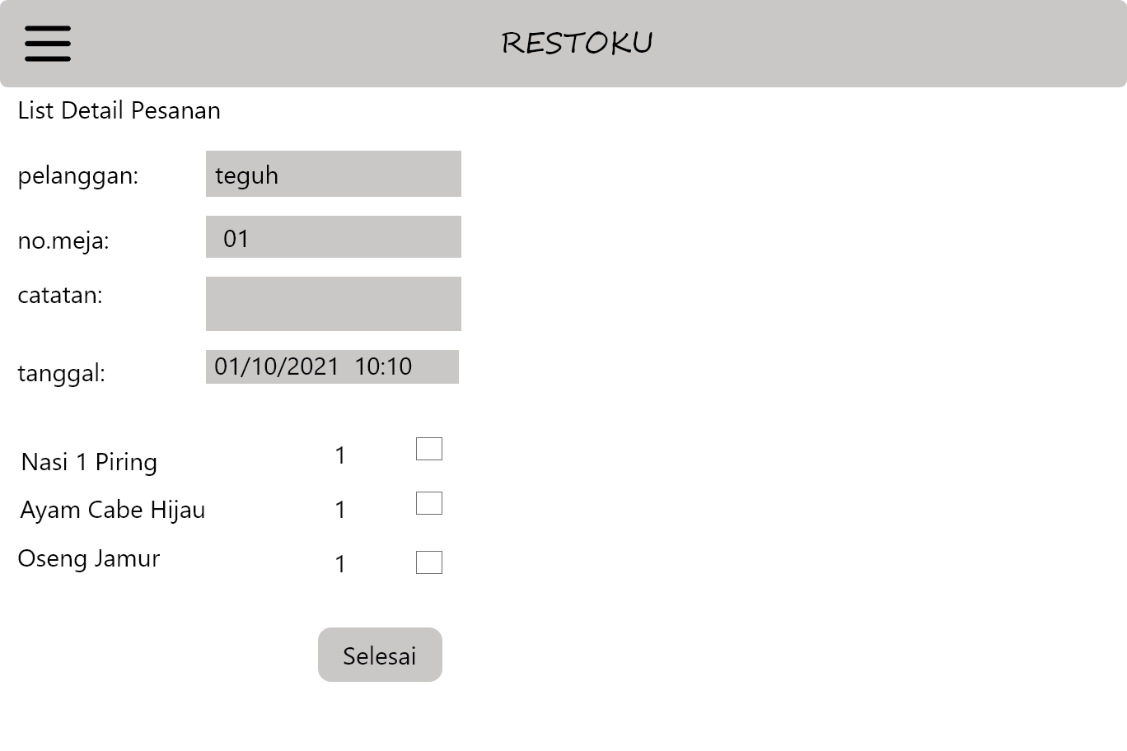 RESTOKU
List Detail Pesanan
pelanggan: teguh
no.meja: 01
catatan:
tanggal: 01/10/2021 10:10
Nasi 1 Piring 1
Ayam Cabe Hijau 1
Oseng Jamur 1
Selesai